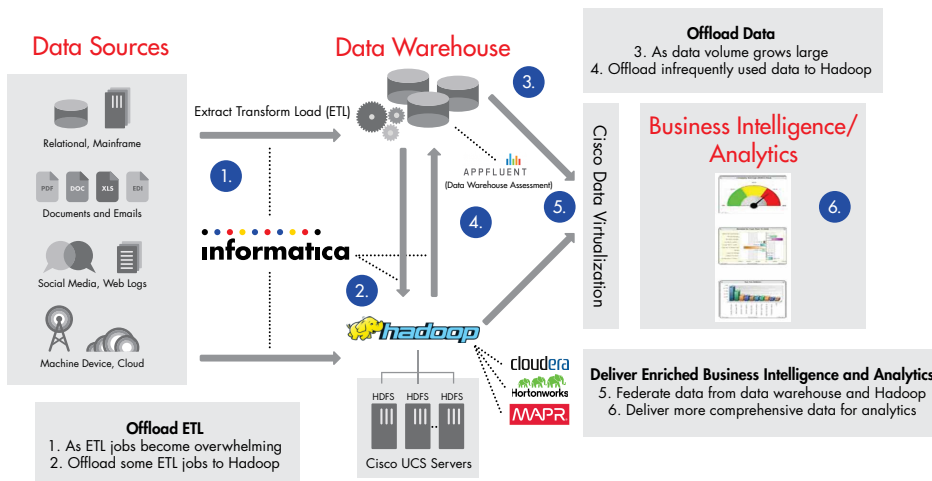 Data Sources
Relational, Mainframe
PDF
DOC
XLS
EDI
Documents and Emails
Social Media, Web Logs
Machine Device, Cloud
Offload ETL
1. As ETL jobs become overwhelming
2. Offload some ETL jobs to Hadoop
Extract Transform Load (ETL)
1.
informatica
2.
Data Warehouse
3.
APPFLUENT
(Data Warehouse Assessment)
4.
5.
hadoop
cloudera
Hortonworks
MAPR.
HDFS
HDFS
HDFS
Cisco UCS Servers
Offload Data
3. As data volume grows large
4. Offload infrequently used data to Hadoop
Cisco Data Virtualization
Business Intelligence/
Analytics
6.
Deliver Enriched Business Intelligence and Analytics
5. Federate data from data warehouse and Hadoop
6. Deliver more comprehensive data for analytics